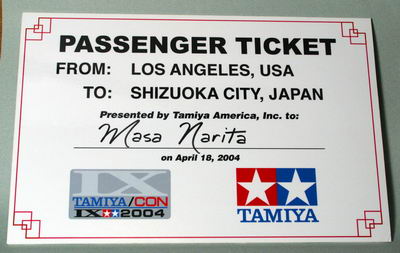 PASSENGER TICKET
FROM: LOS ANGELES, USA
TO: SHIZUOKA CITY, JAPAN
Presented by Tamiya America, Inc. to:
Masa Narita
on April 18, 2004
IX
TAMIYA/CON
IX 2004
TAMIYA